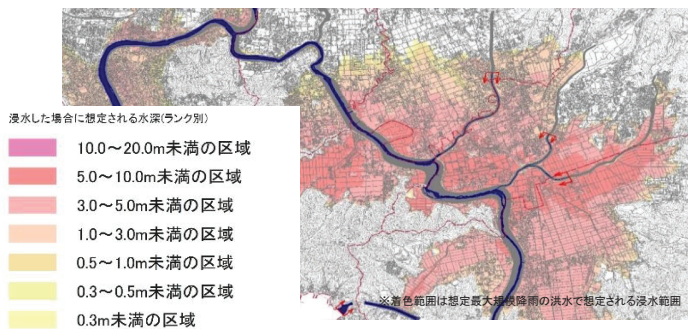 浸水した場合に想定される水深(ランク別)
10.0～20.0m未満の区域
5.0～10.0m未満の区域
3.0～5.0m未満の区域
1.0～3.0m未満の区域
0.5～1.0m未満の区域
0.3～0.5m未満の区域
0.3m未満の区域
※着色範囲は想定最大規模降雨の洪水で想定される浸水範囲